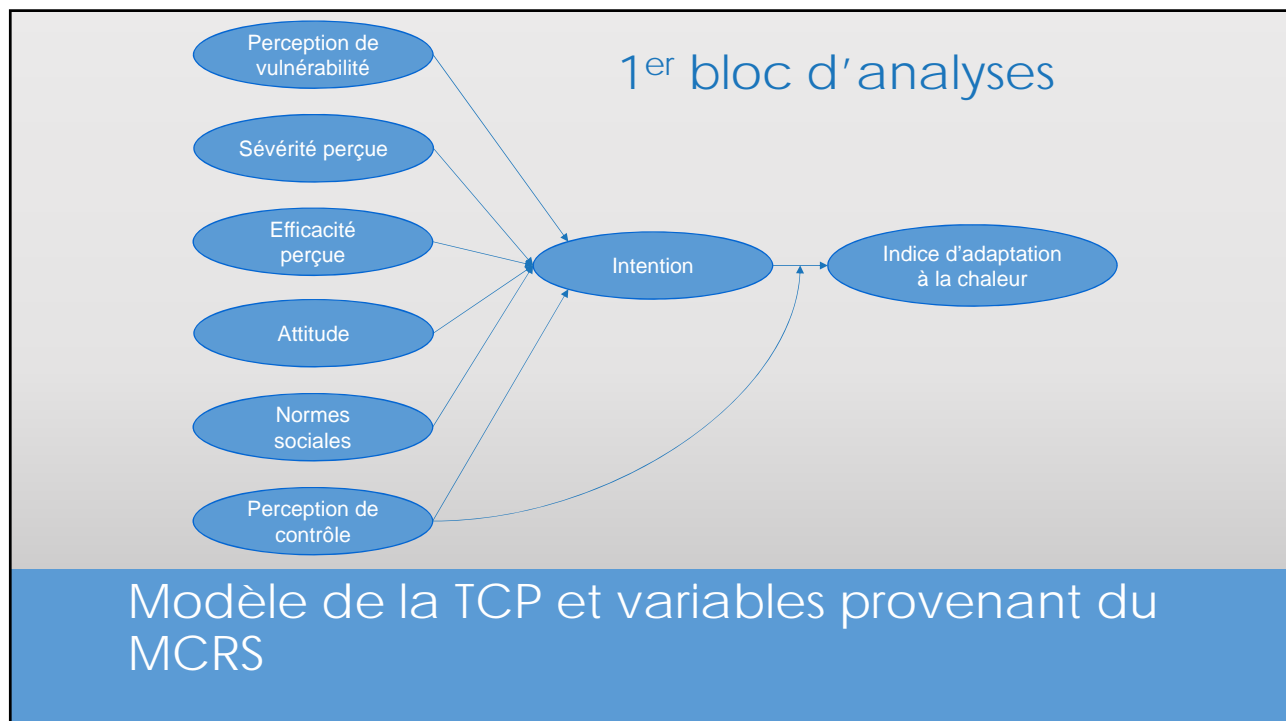 1er bloc d'analyses
Perception de
vulnérabilité
Sévérité perçue
Efficacité
perçue
Attitude
Normes
sociales
Perception de
contrôle
Intention
Indice d'adaptation
à la chaleur
Modèle de la TCP et variables provenant du
MCRS